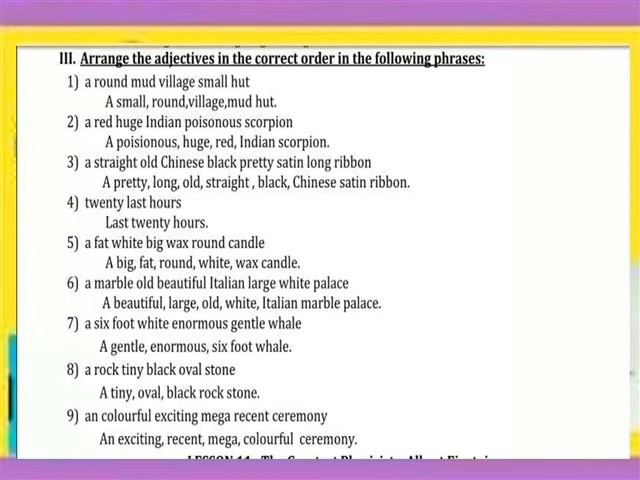 III. Arrange the adjectives in the correct order in the following phrases:
1) a round mud village small hut
A small, round,village,mud hut.
2) a red huge Indian poisonous scorpion
A poisionous, huge, red, Indian scorpion.
3) a straight old Chinese black pretty satin long ribbon
A pretty, long, old, straight , black, Chinese satin ribbon.
4) twenty last hours
Last twenty hours.
5) a fat white big wax round candle
A big, fat, round, white, wax candle.
6) a marble old beautiful Italian large white palace
A beautiful, large, old, white, Italian marble palace.
7) a six foot white enormous gentle whale
A gentle, enormous, six foot whale.
8) a rock tiny black oval stone
A tiny, oval, black rock stone.
9) an colourful exciting mega recent ceremony
An exciting, recent, mega, colourful ceremony.